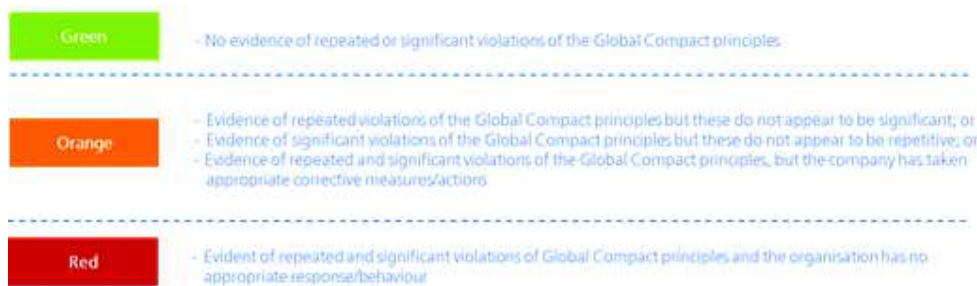 Green
- No evidence of repeated or significant violations of the Global Compact principles
- Evidence of repeated violations of the Global Compact principles but these do not appear to be significant; or
Orange
- Evidence of significant violations of the Global Compact principles but these do not appear to be repetitive; or
- Evidence of repeated and significant violations of the Global Compact principles, but the company has taken
appropriate corrective measures/actions
Red
- Evident of repeated and significant violations of Global Compact principles and the organisation has no
appropriate response/behaviour